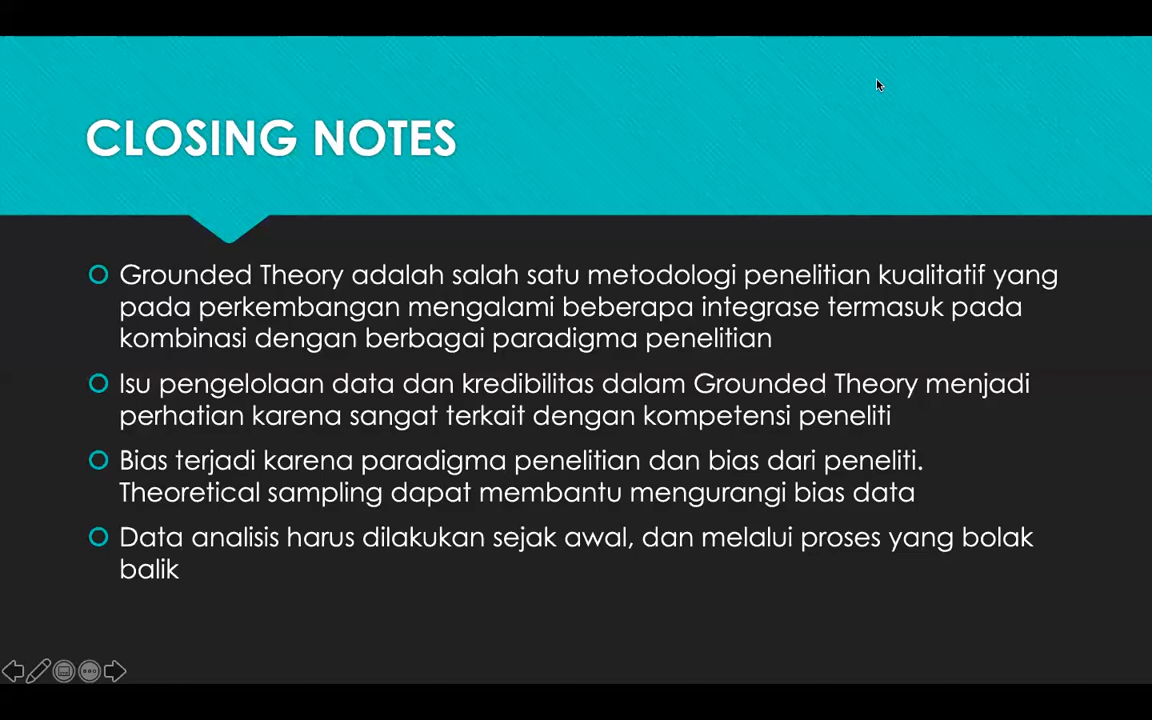 CLOSING NOTES
Grounded Theory adalah salah satu metodologi penelitian kualitatif yang
pada perkembangan mengalami beberapa integrase termasuk pada
kombinasi dengan berbagai paradigma penelitian
Isu pengelolaan data dan kredibilitas dalam Grounded Theory menjadi
perhatian karena sangat terkait dengan kompetensi peneliti
Bias terjadi karena paradigma penelitian dan bias dari peneliti.
Theoretical sampling dapat membantu mengurangi bias data
Data analisis harus dilakukan sejak awal, dan melalui proses yang bolak
balik